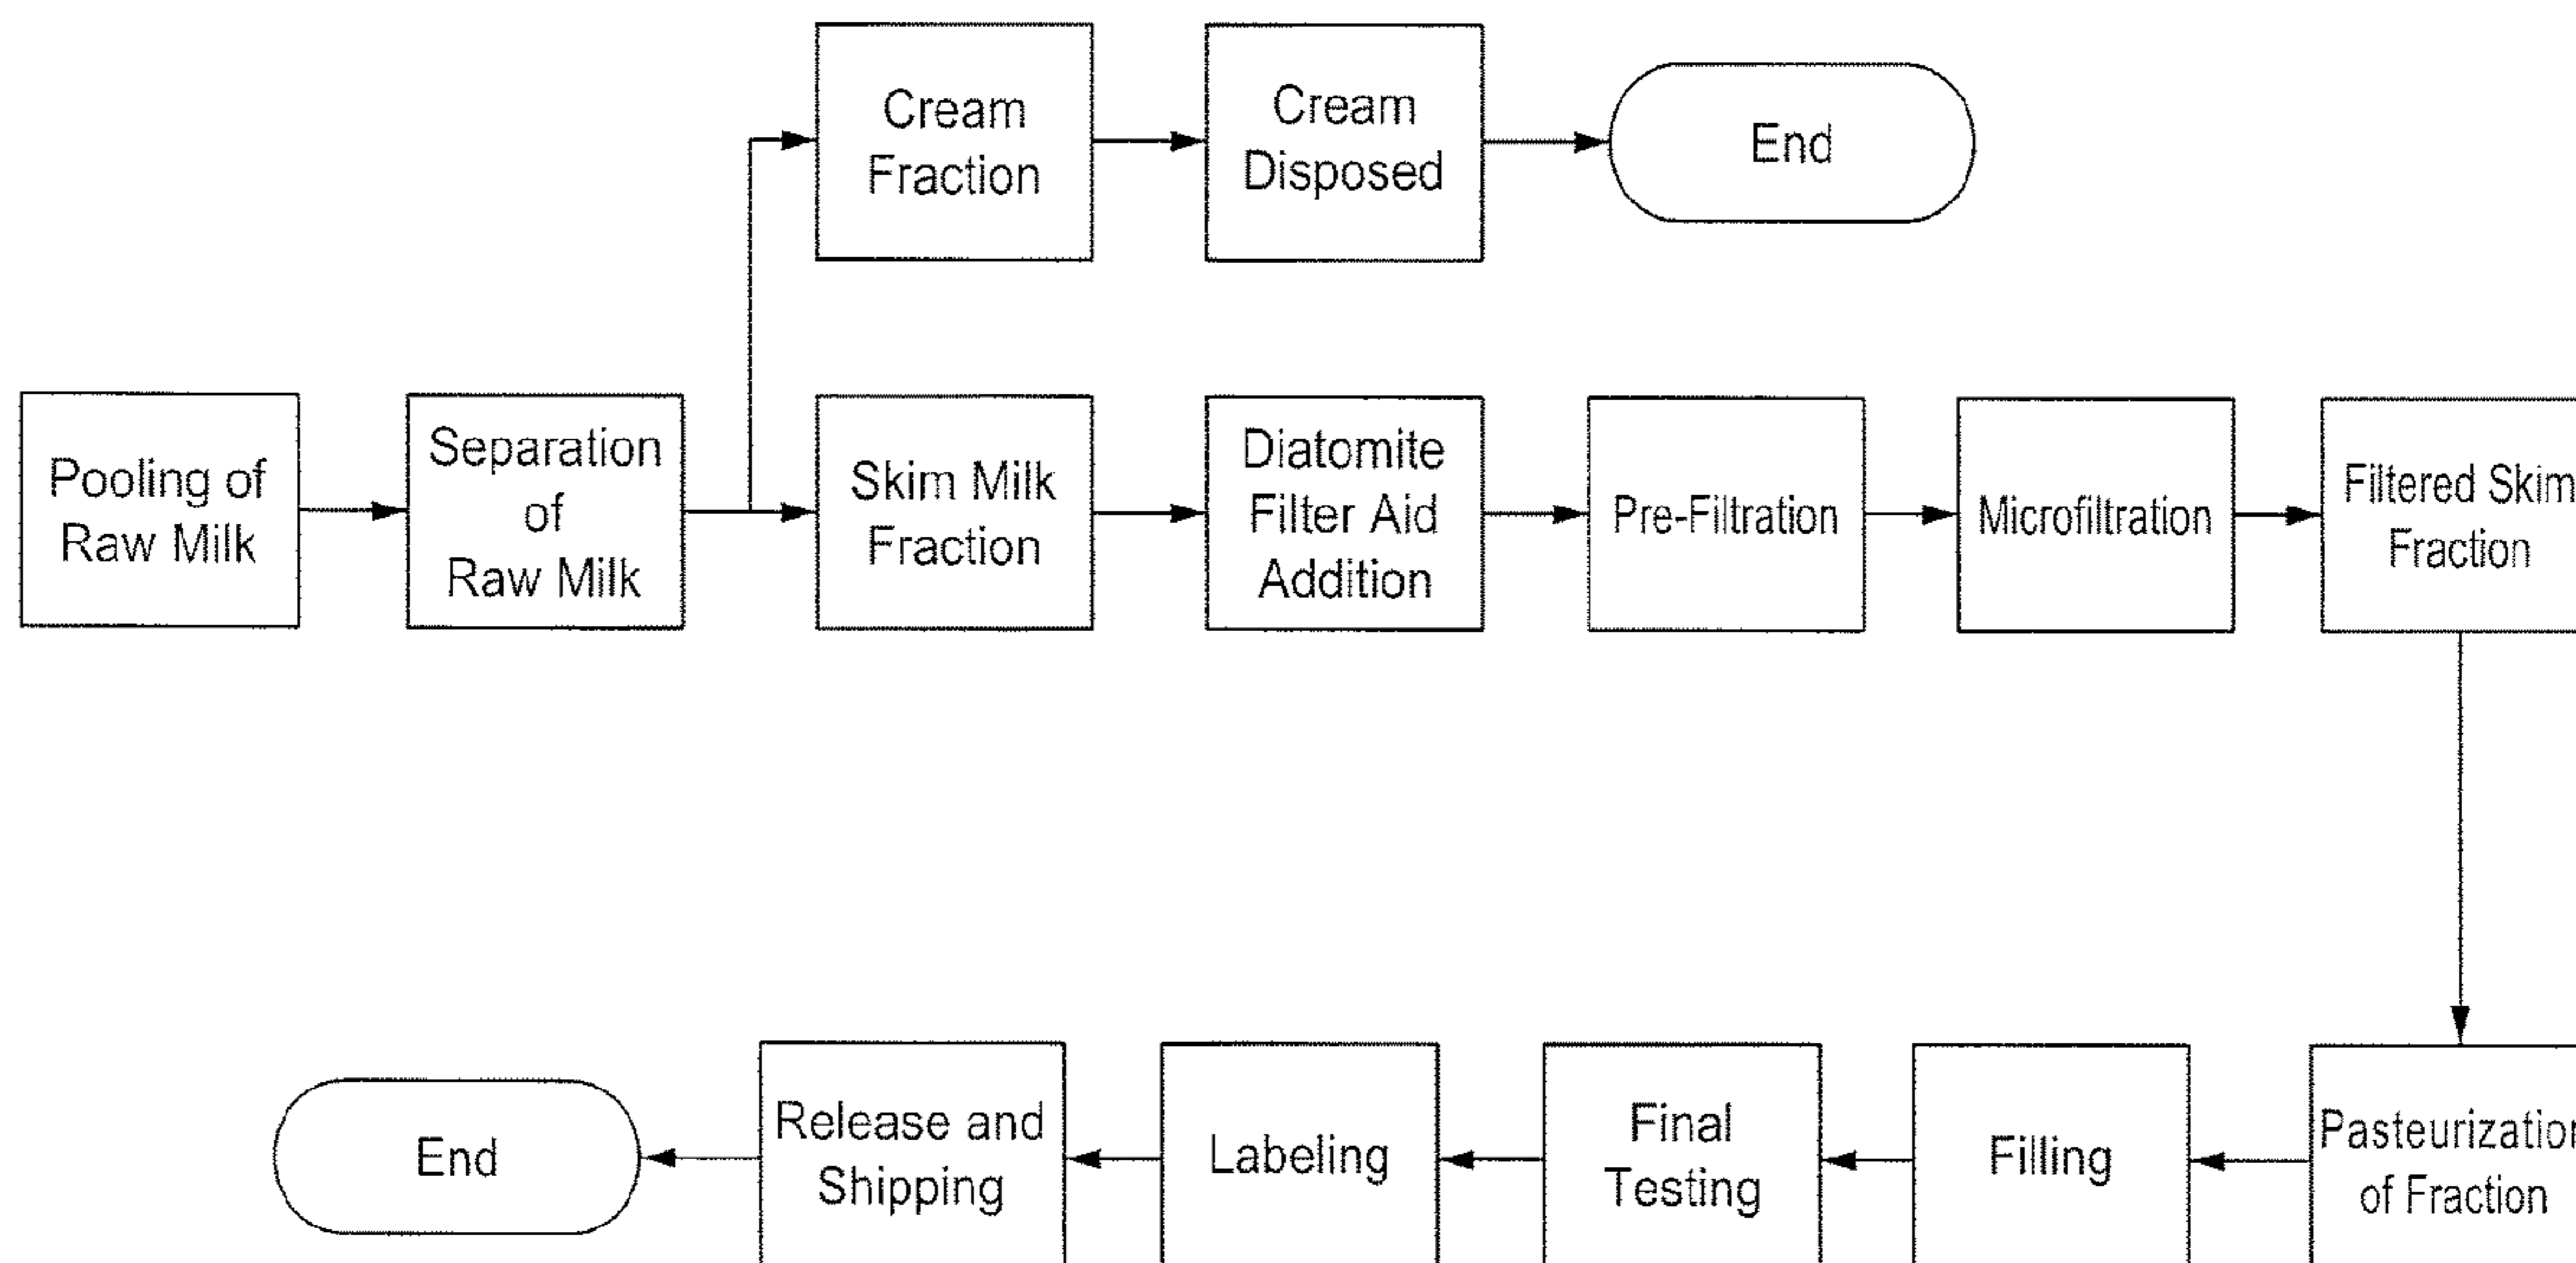 Cream
Fraction
Cream
Disposed
End
Pooling of
Raw Milk
Separation
of
Raw Milk
Skim Milk
Fraction
Diatomite
Filter Aid
Addition
Pre-Filtration
Microfiltration
Filtered Skim
Fraction
End
Release and
Shipping
Labeling
Final
Testing
Filling
Pasteurization
of Fraction